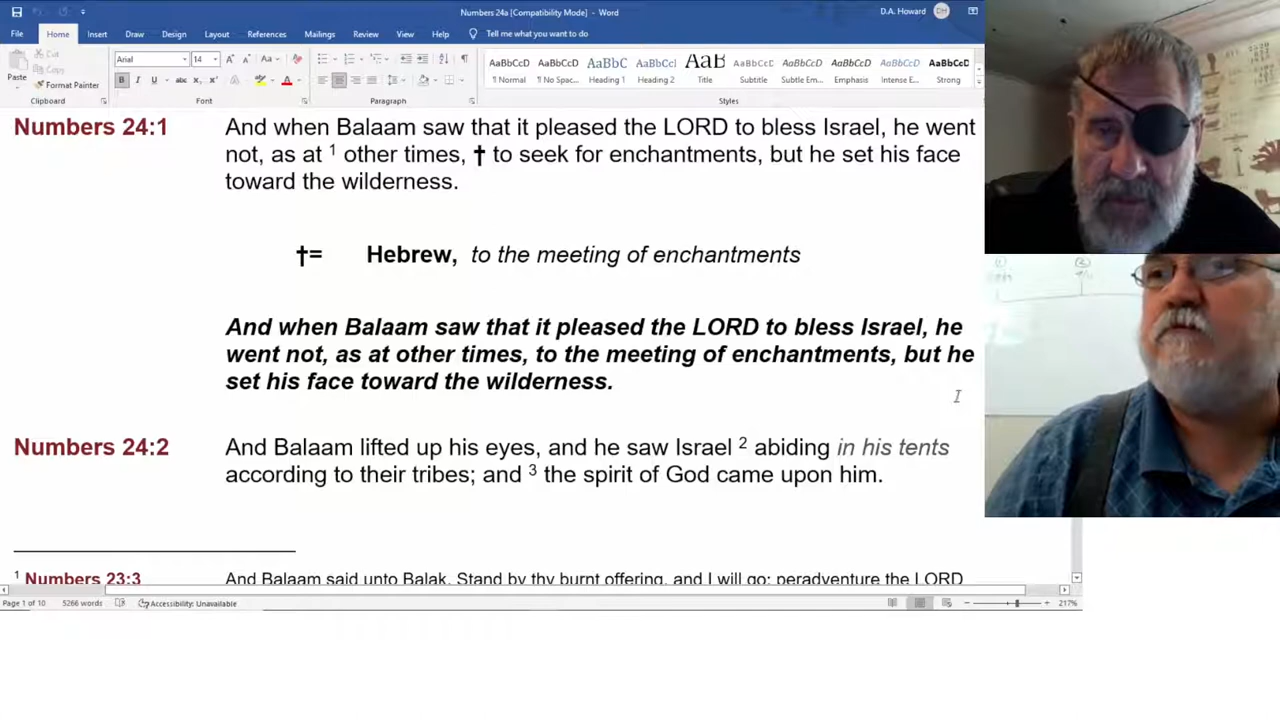 Numbers 24a [Compatibility Mode] - Word
D.A. Howard
DH
File Home Insert Draw Design Layout References Mailings Review View Help Tell me what you want to do
Paste
Cut
Copy
Format Painter
Arial 14
AaBbCcD AaBbCcD AaBbC AaBbCcC AaB AaBbCcC AaBbCcD AaBbCcD AaBbCcD AaBbCcD
¶ Normal ¶ No Spac... Heading 1 Heading 2 Title Subtitle Subtle Em... Emphasis Intense E... Strong
Clipboard Font Paragraph Styles
Numbers 24:1 And when Balaam saw that it pleased the LORD to bless Israel, he went
not, as at 1 other times, † to seek for enchantments, but he set his face
toward the wilderness.
†= Hebrew, to the meeting of enchantments
And when Balaam saw that it pleased the LORD to bless Israel, he
went not, as at other times, to the meeting of enchantments, but he
set his face toward the wilderness.
Numbers 24:2 And Balaam lifted up his eyes, and he saw Israel 2 abiding in his tents
according to their tribes; and 3 the spirit of God came upon him.
1 Numbers 23:3 And Balaam said unto Balak, Stand by thy burnt offering, and I will go: peradventure the LORD
Page 1 of 10 5266 words Accessibility: Unavailable 217%